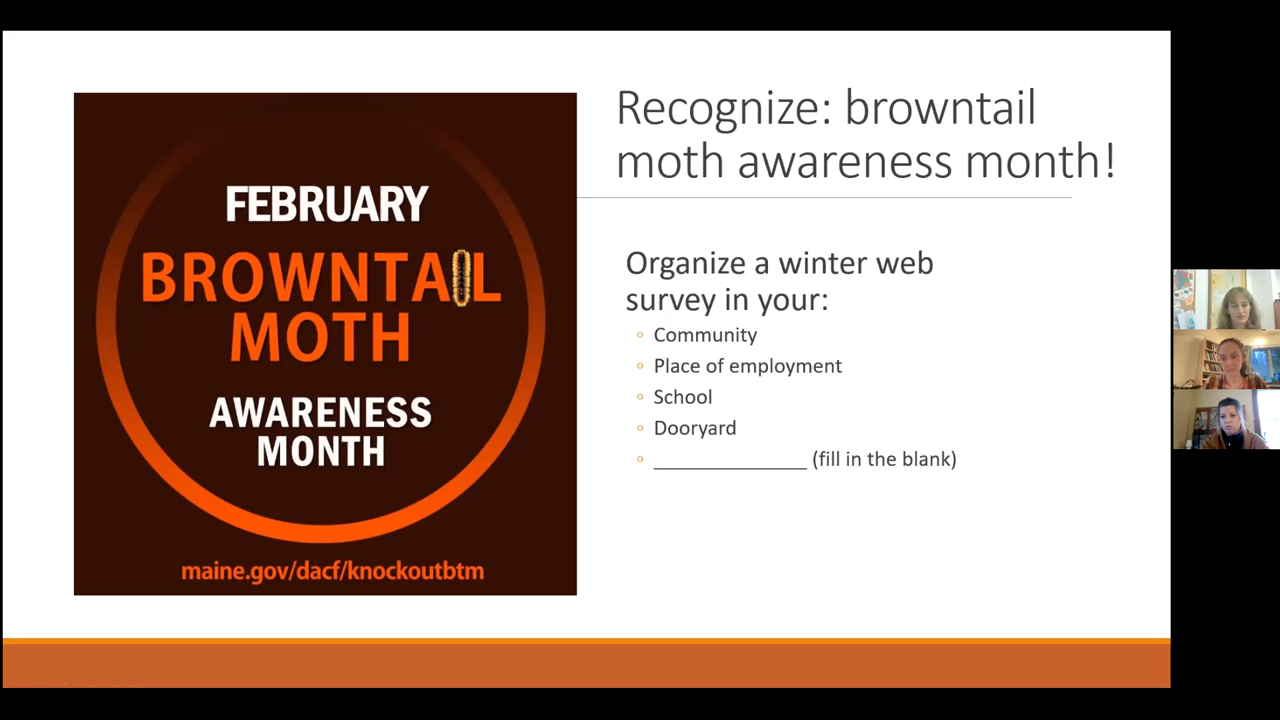 FEBRUARY
BROWNTAIL
MOTH
AWARENESS
MONTH
maine.gov/dacf/knockoutbtm
Recognize: browntail
moth awareness month!
Organize a winter web
survey in your:
Community
Place of employment
School
Dooryard
______________ (fill in the blank)